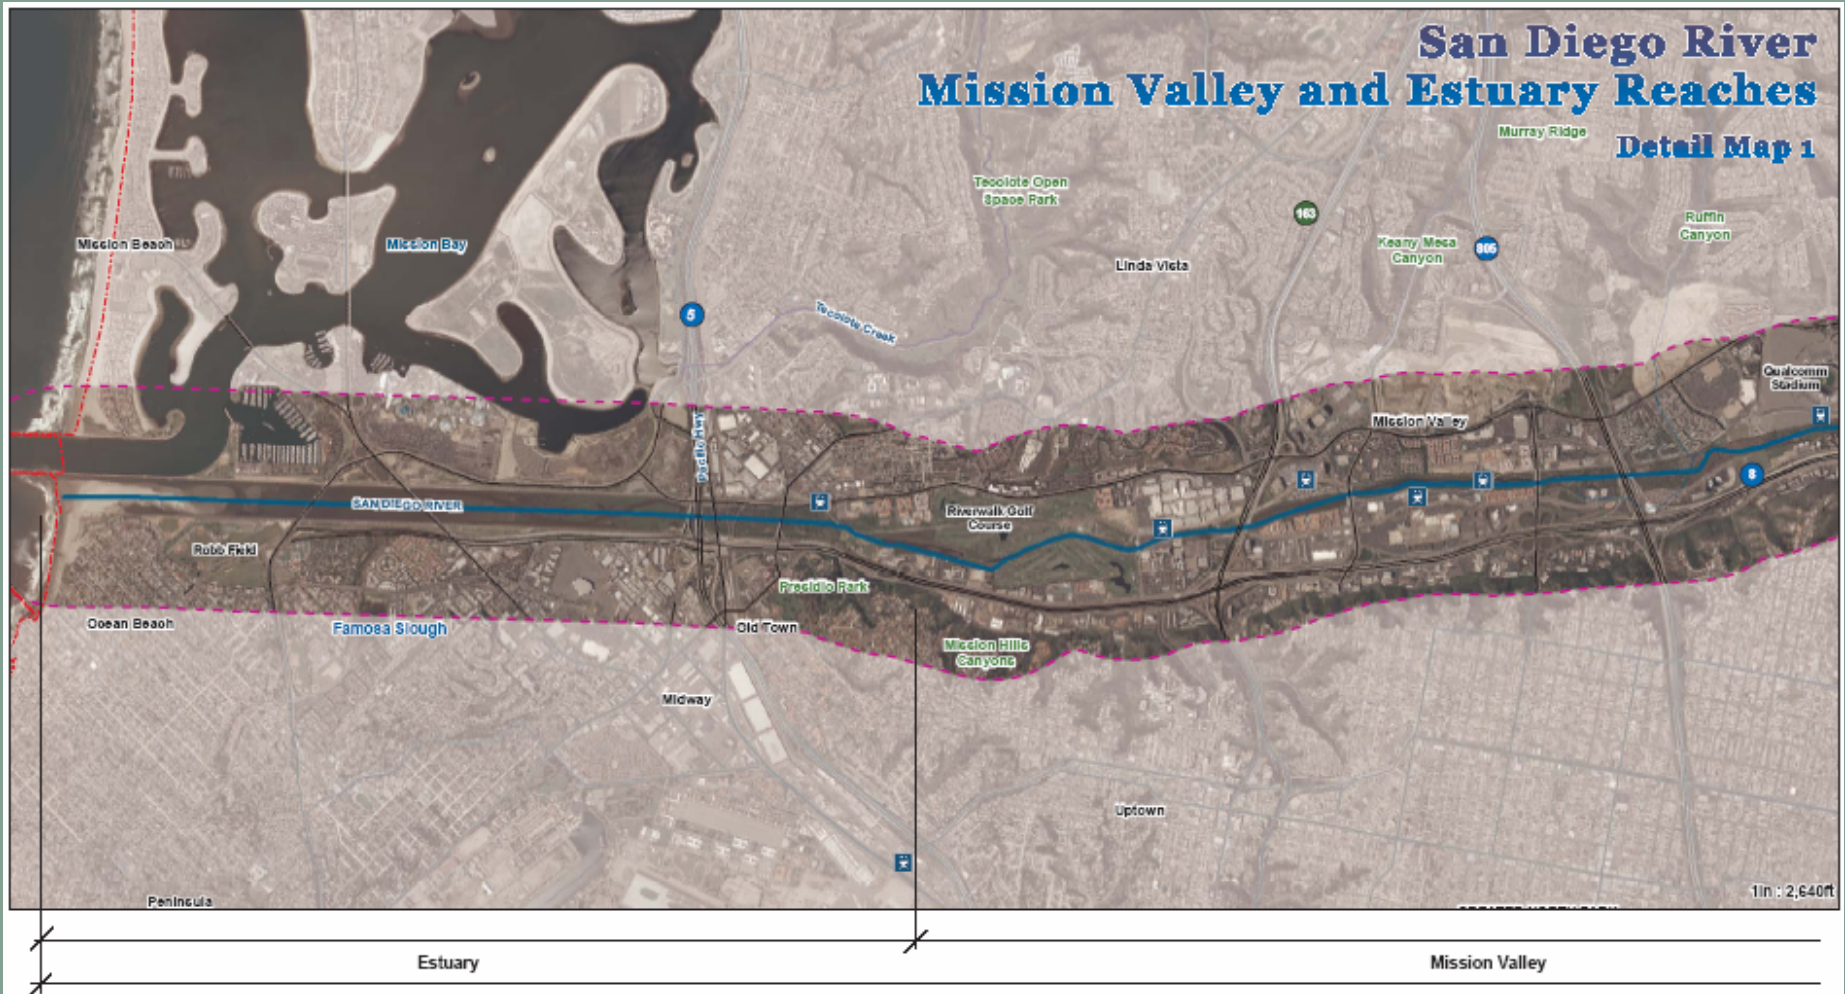 San Diego River
Mission Valley and Estuary Reaches
Detail Map 1
Murray Ridge
Tecolote Open
Space Park
163
Ruffin
Canyon
Mission Beach
Mission Bay
Keany Mesa
Canyon
805
Linda Vista
5
Tecolote Creek
Qualcomm
Stadium
Mission Valley
pacific Hwy
8
SAN DIEGO RIVER
Riverwalk Golf
Course
Robb Field
Presidio Park
Ocean Beach
Famosa Slough
Old Town
Mission Hills
Canyons
Midway
Uptown
Peninsula
1in : 2,640ft
Estuary
Mission Valley